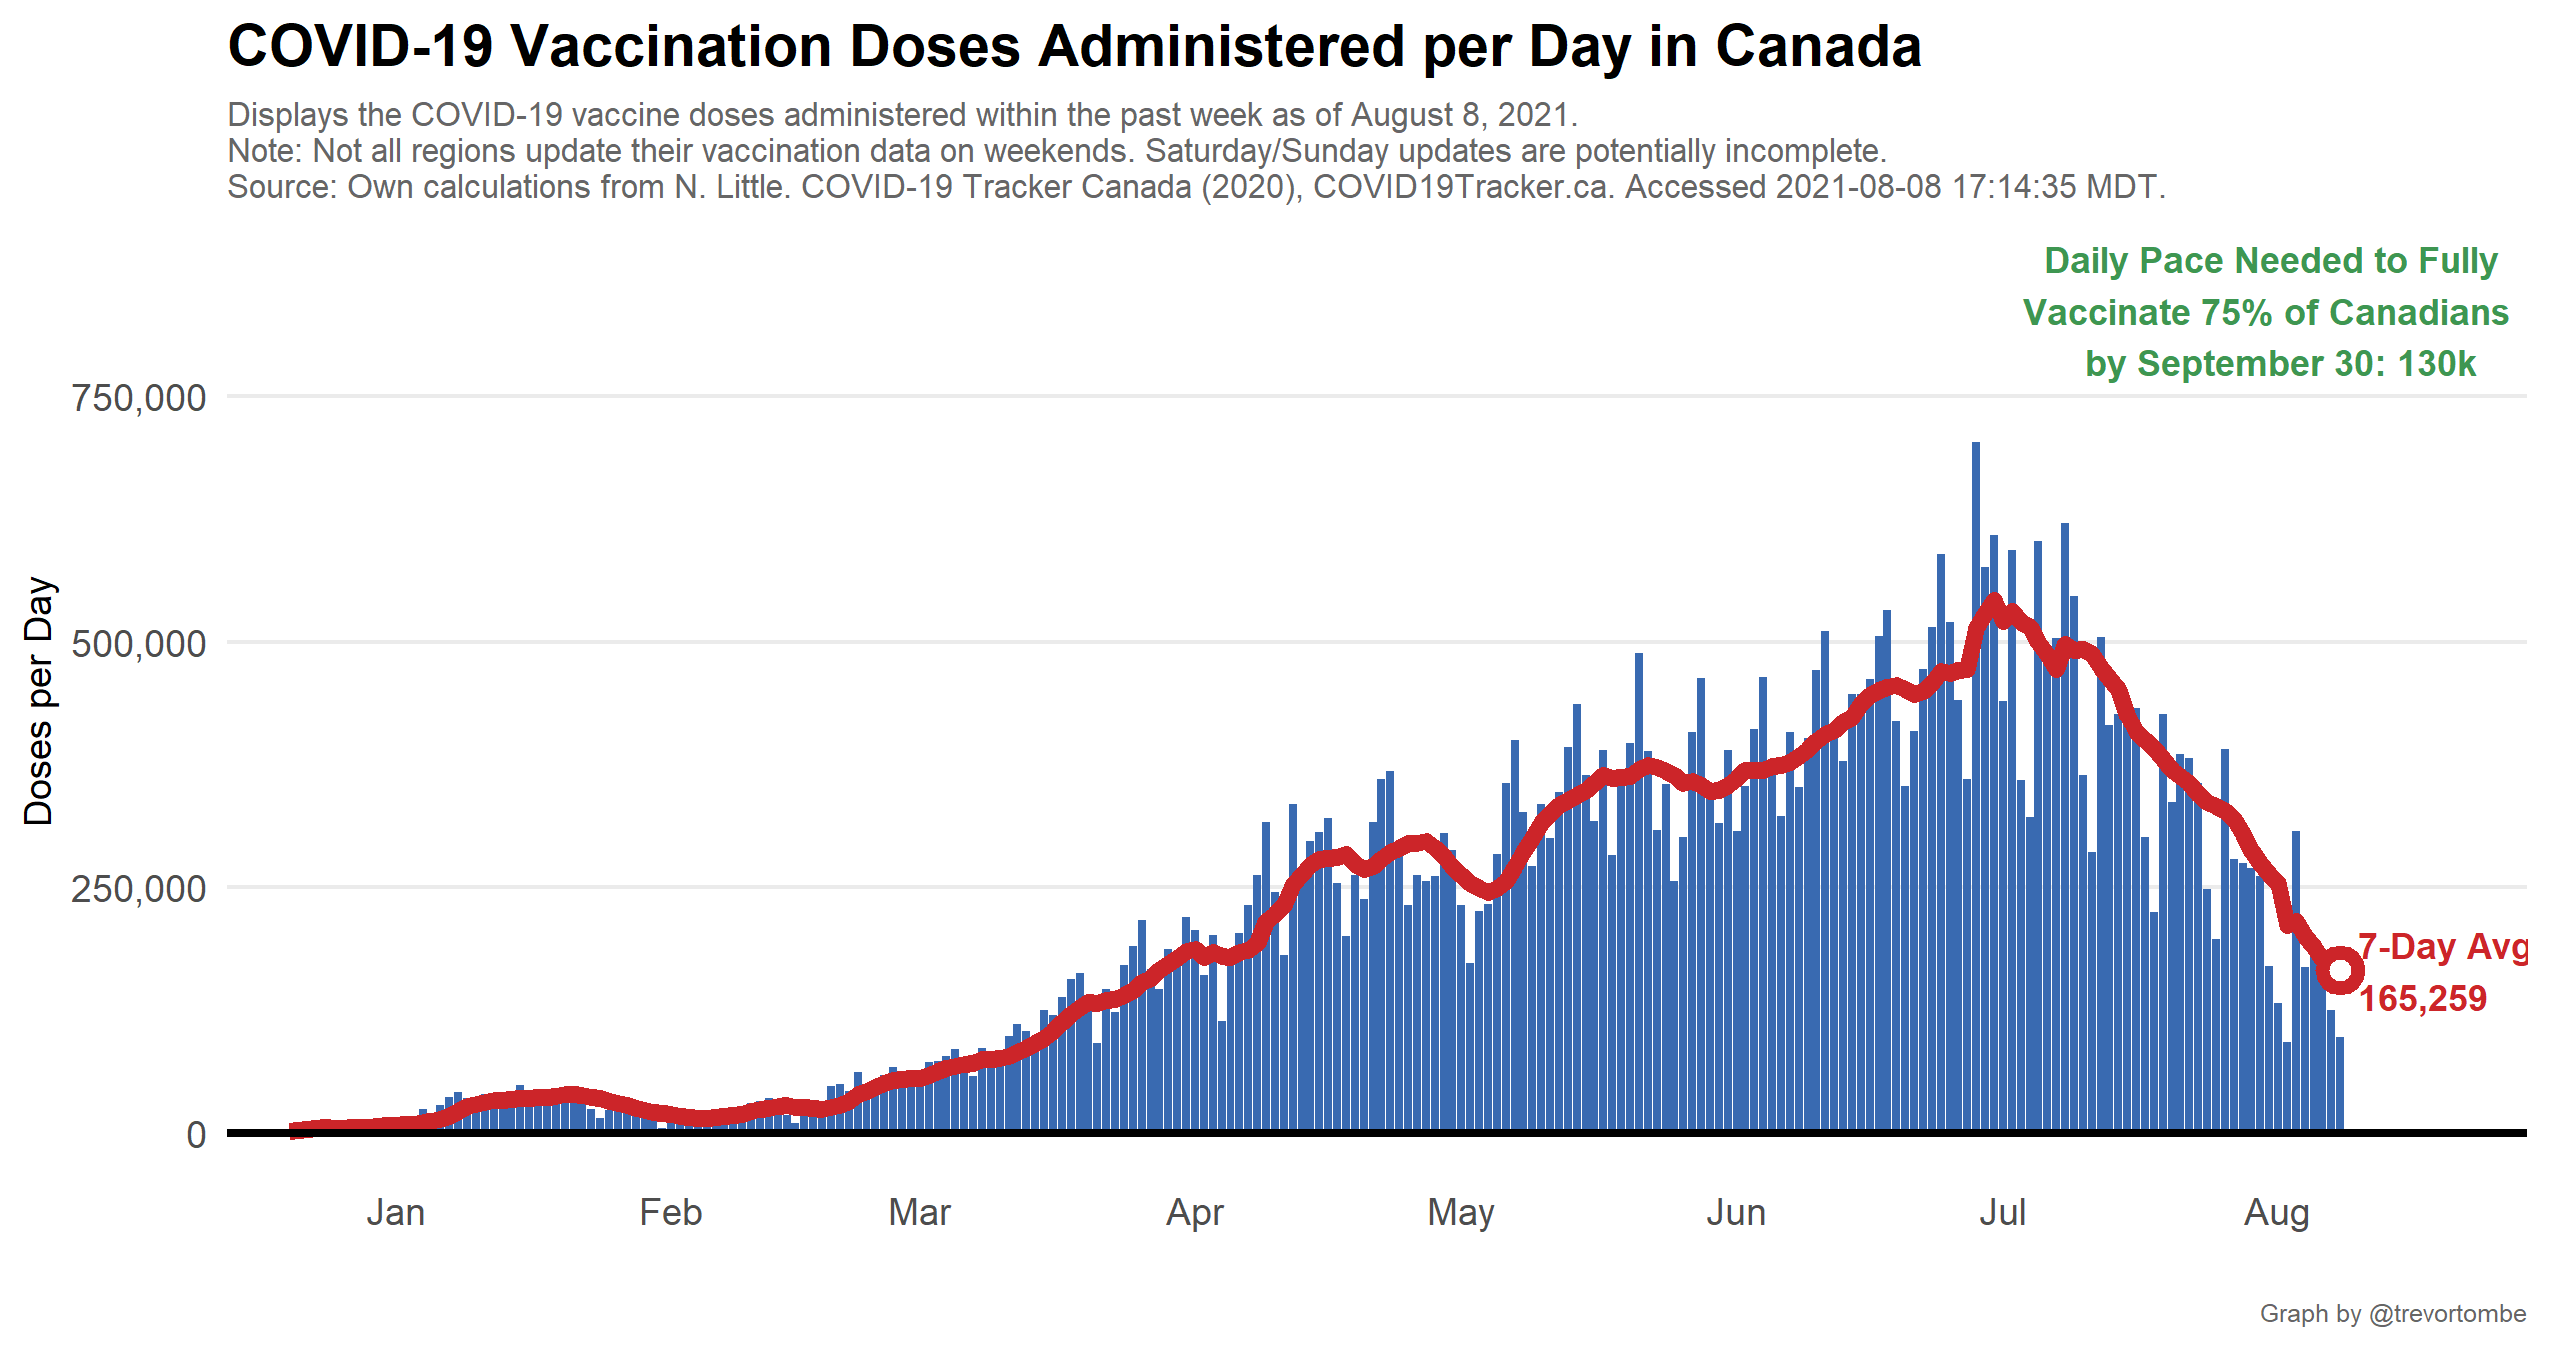 COVID-19 Vaccination Doses Administered per Day in Canada
Displays the COVID-19 vaccine doses administered within the past week as of August 8, 2021.
Note: Not all regions update their vaccination data on weekends. Saturday/Sunday updates are potentially incomplete.
Source: Own calculations from N. Little. COVID-19 Tracker Canada (2020), COVID19Tracker.ca. Accessed 2021-08-08 17:14:35 MDT.
Daily Pace Needed to Fully
Vaccinate 75% of Canadians
by September 30: 130k
750,000
500,000
250,000
0
Doses per Day
7-Day Avg
165,259
Jan Feb Mar Apr May Jun Jul Aug
Graph by @trevortombe